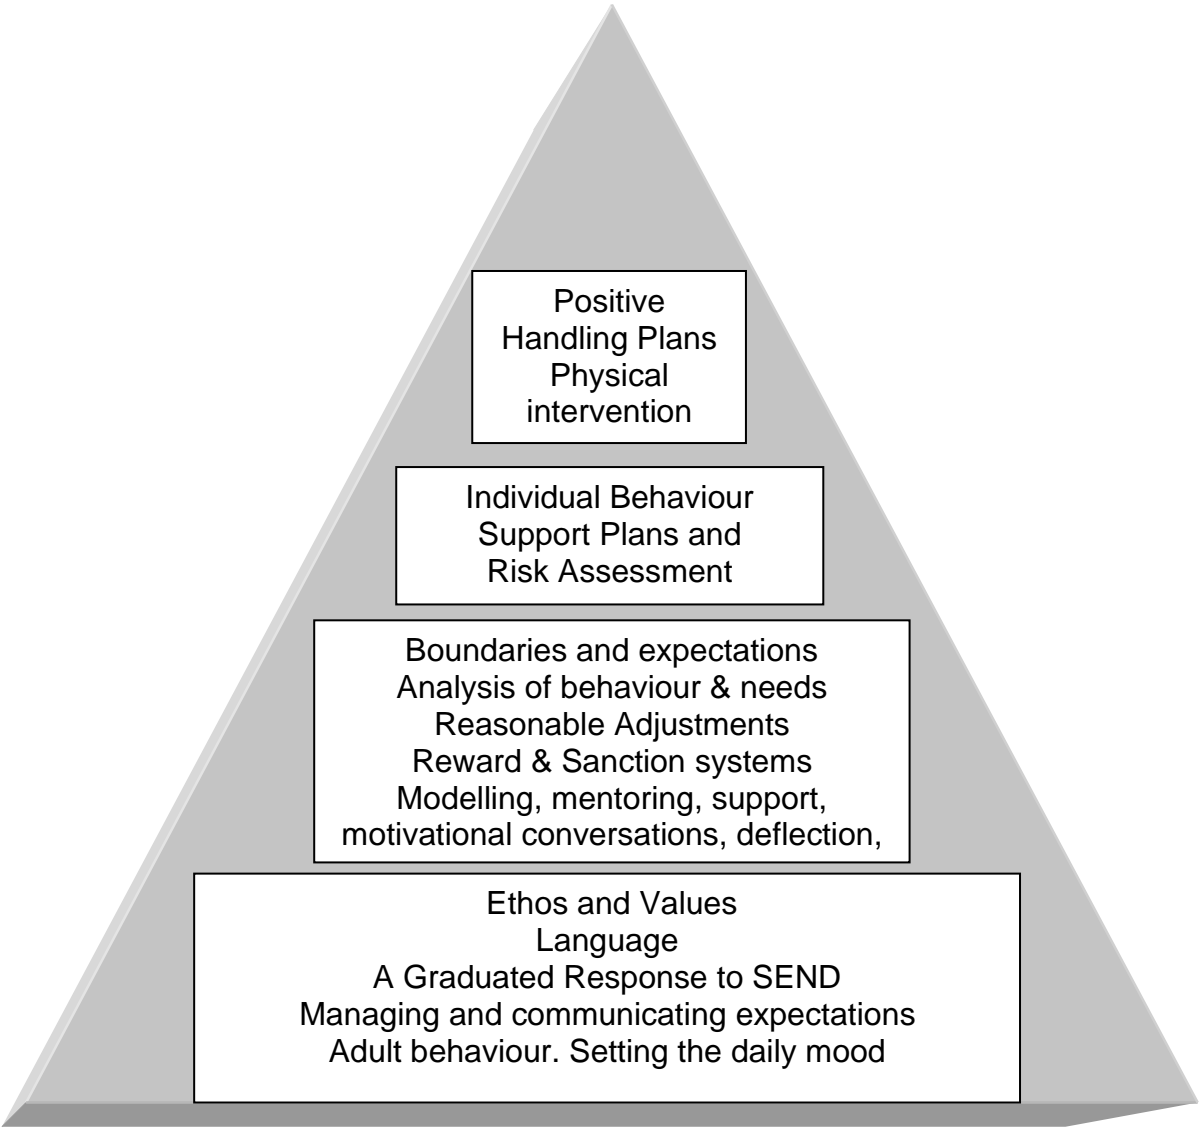 Positive
Handling Plans
Physical
intervention
Individual Behaviour
Support Plans and
Risk Assessment
Boundaries and expectations
Analysis of behaviour & needs
Reasonable Adjustments
Reward & Sanction systems
Modelling, mentoring, support,
motivational conversations, deflection,
Ethos and Values
Language
A Graduated Response to SEND
Managing and communicating expectations
Adult behaviour. Setting the daily mood